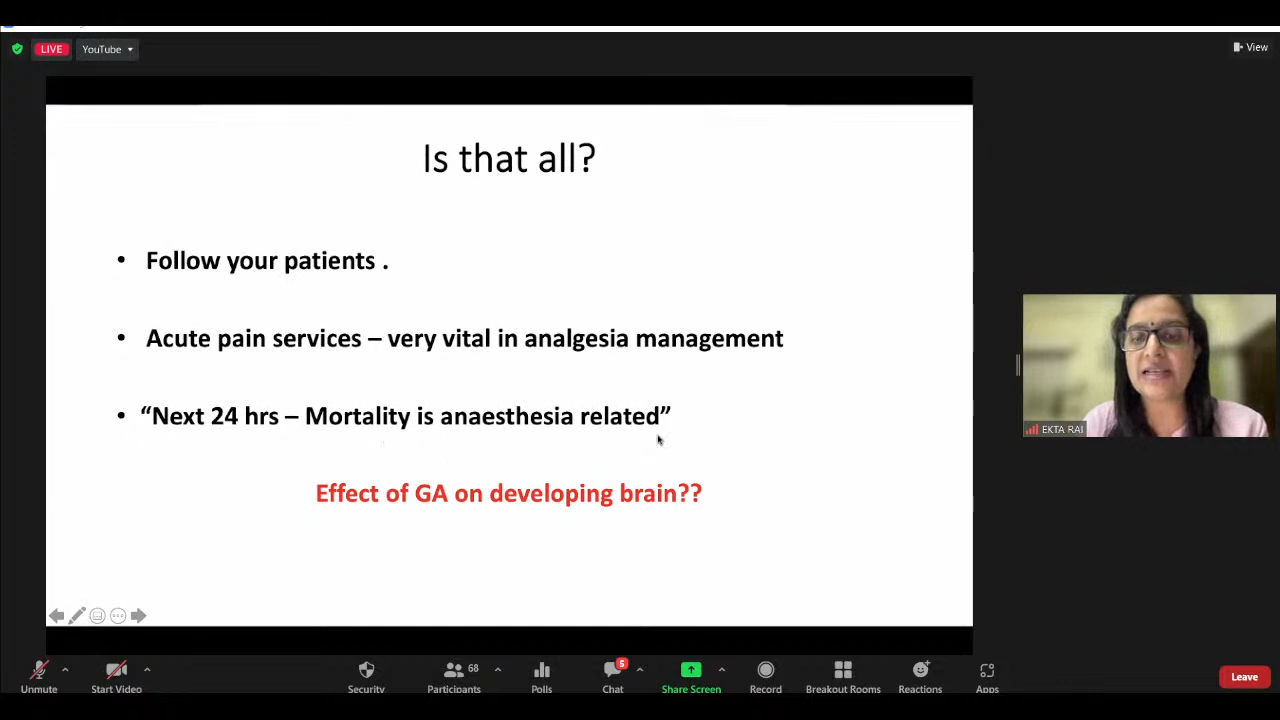 LIVE
YouTube
View
Is that all?
• Follow your patients .
• Acute pain services – very vital in analgesia management
• “Next 24 hrs – Mortality is anaesthesia related”
Effect of GA on developing brain??
EKTA RAI
Unmute
Start Video
Security
Participants
68
Polls
Chat
5
Share Screen
Record
Breakout Rooms
Reactions
Apps
Leave